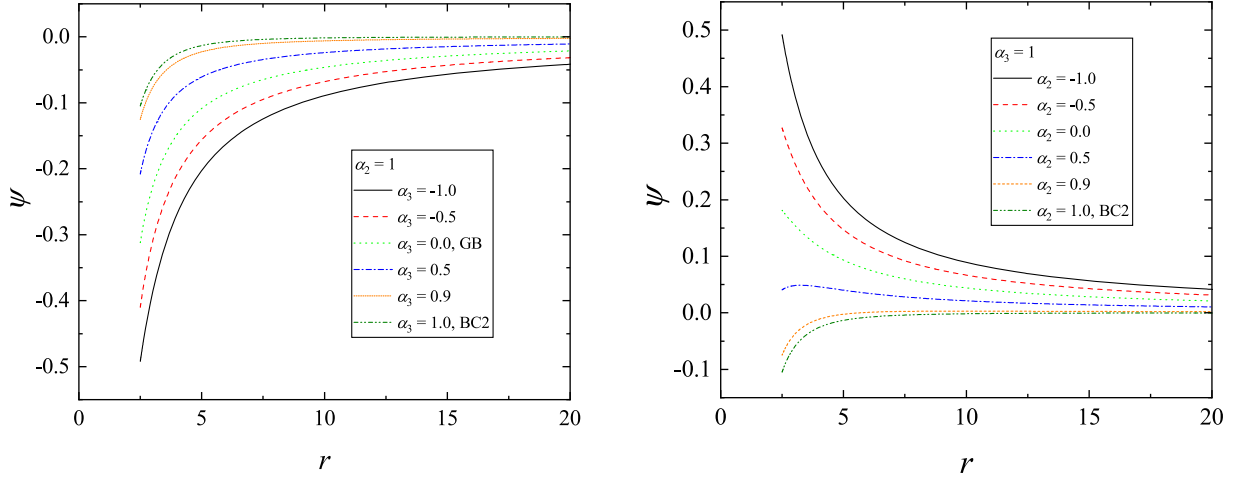 0.0
-0.1
-0.2
-0.3
-0.4
-0.5
ψ
α₂ = 1
α₃ = -1.0
α₃ = -0.5
α₃ = 0.0, GB
α₃ = 0.5
α₃ = 0.9
α₃ = 1.0, BC2
0 5 10 15 20
r
0.5
0.4
0.3
0.2
0.1
0.0
-0.1
ψ
α₃ = 1
α₂ = -1.0
α₂ = -0.5
α₂ = 0.0
α₂ = 0.5
α₂ = 0.9
α₂ = 1.0, BC2
0 5 10 15 20
r